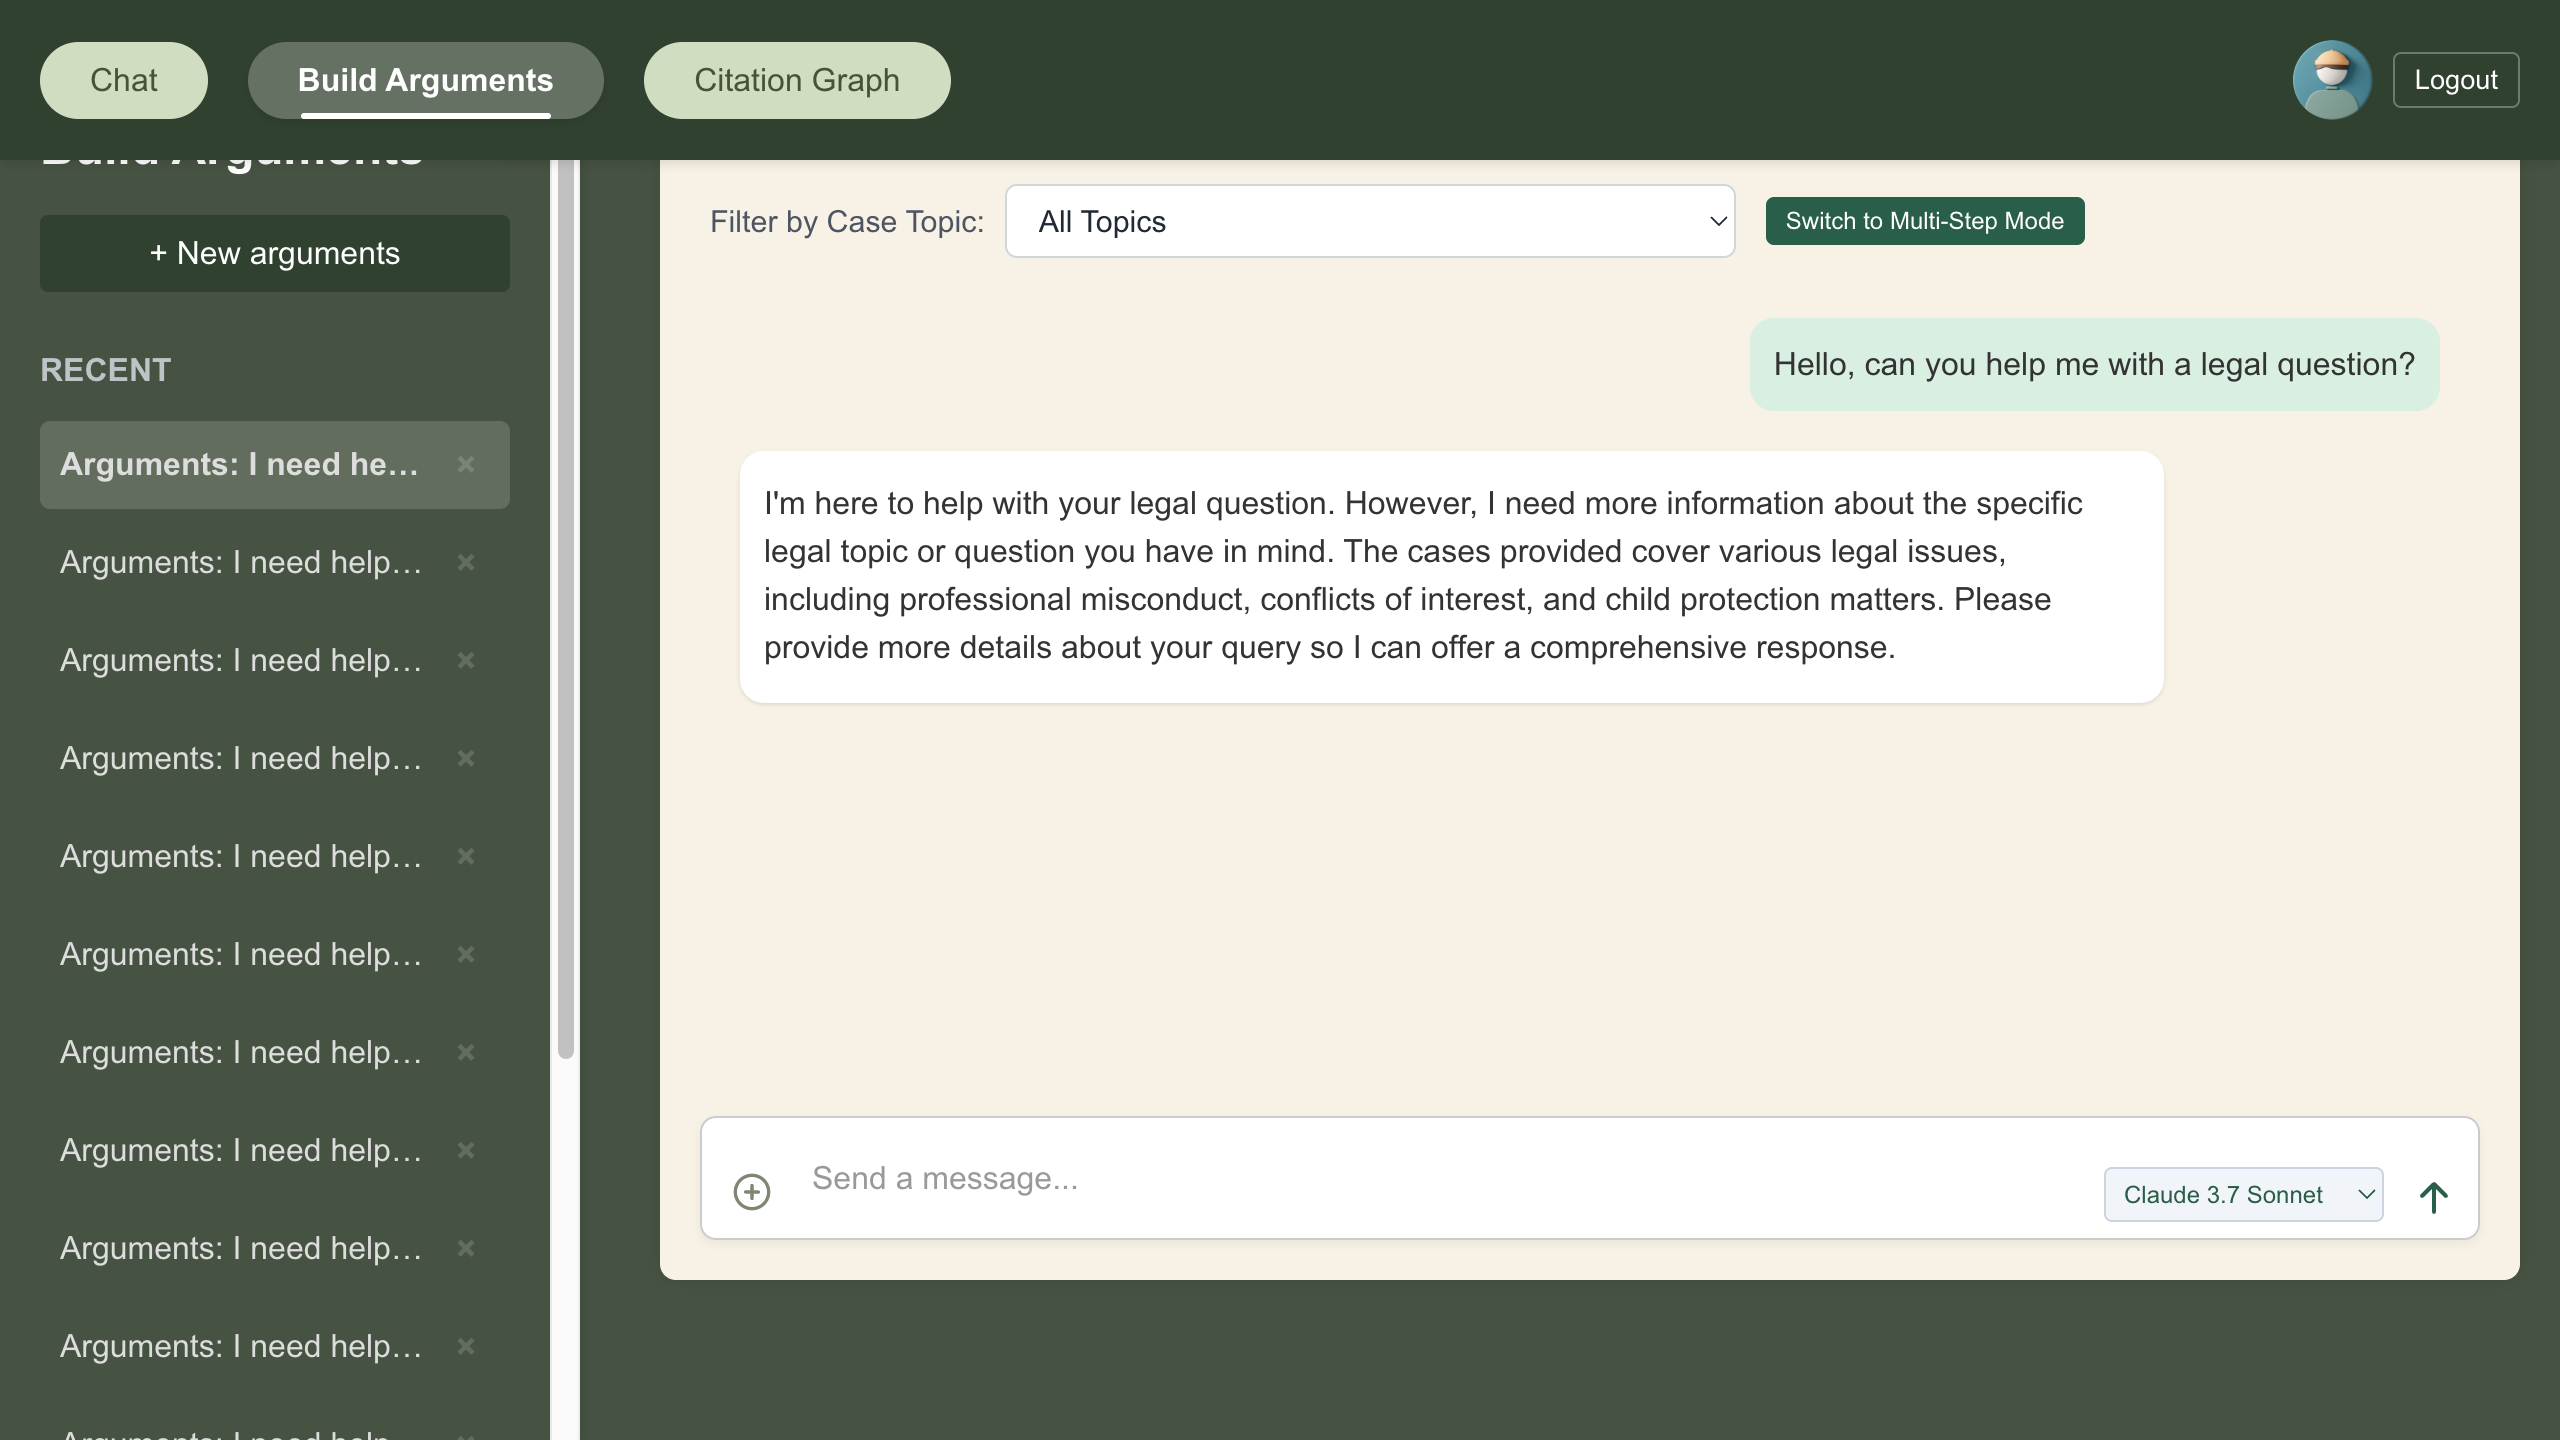 Chat
Build Arguments
Citation Graph
Logout
Build Arguments
+ New arguments
RECENT
Arguments: I need he...
Arguments: I need help...
Arguments: I need help...
Arguments: I need help...
Arguments: I need help...
Arguments: I need help...
Arguments: I need help...
Arguments: I need help...
Arguments: I need help...
Arguments: I need help...
Arguments: I need help...
Filter by Case Topic:
All Topics
Switch to Multi-Step Mode
Hello, can you help me with a legal question?
I'm here to help with your legal question. However, I need more information about the specific
legal topic or question you have in mind. The cases provided cover various legal issues,
including professional misconduct, conflicts of interest, and child protection matters. Please
provide more details about your query so I can offer a comprehensive response.
Send a message...
Claude 3.7 Sonnet